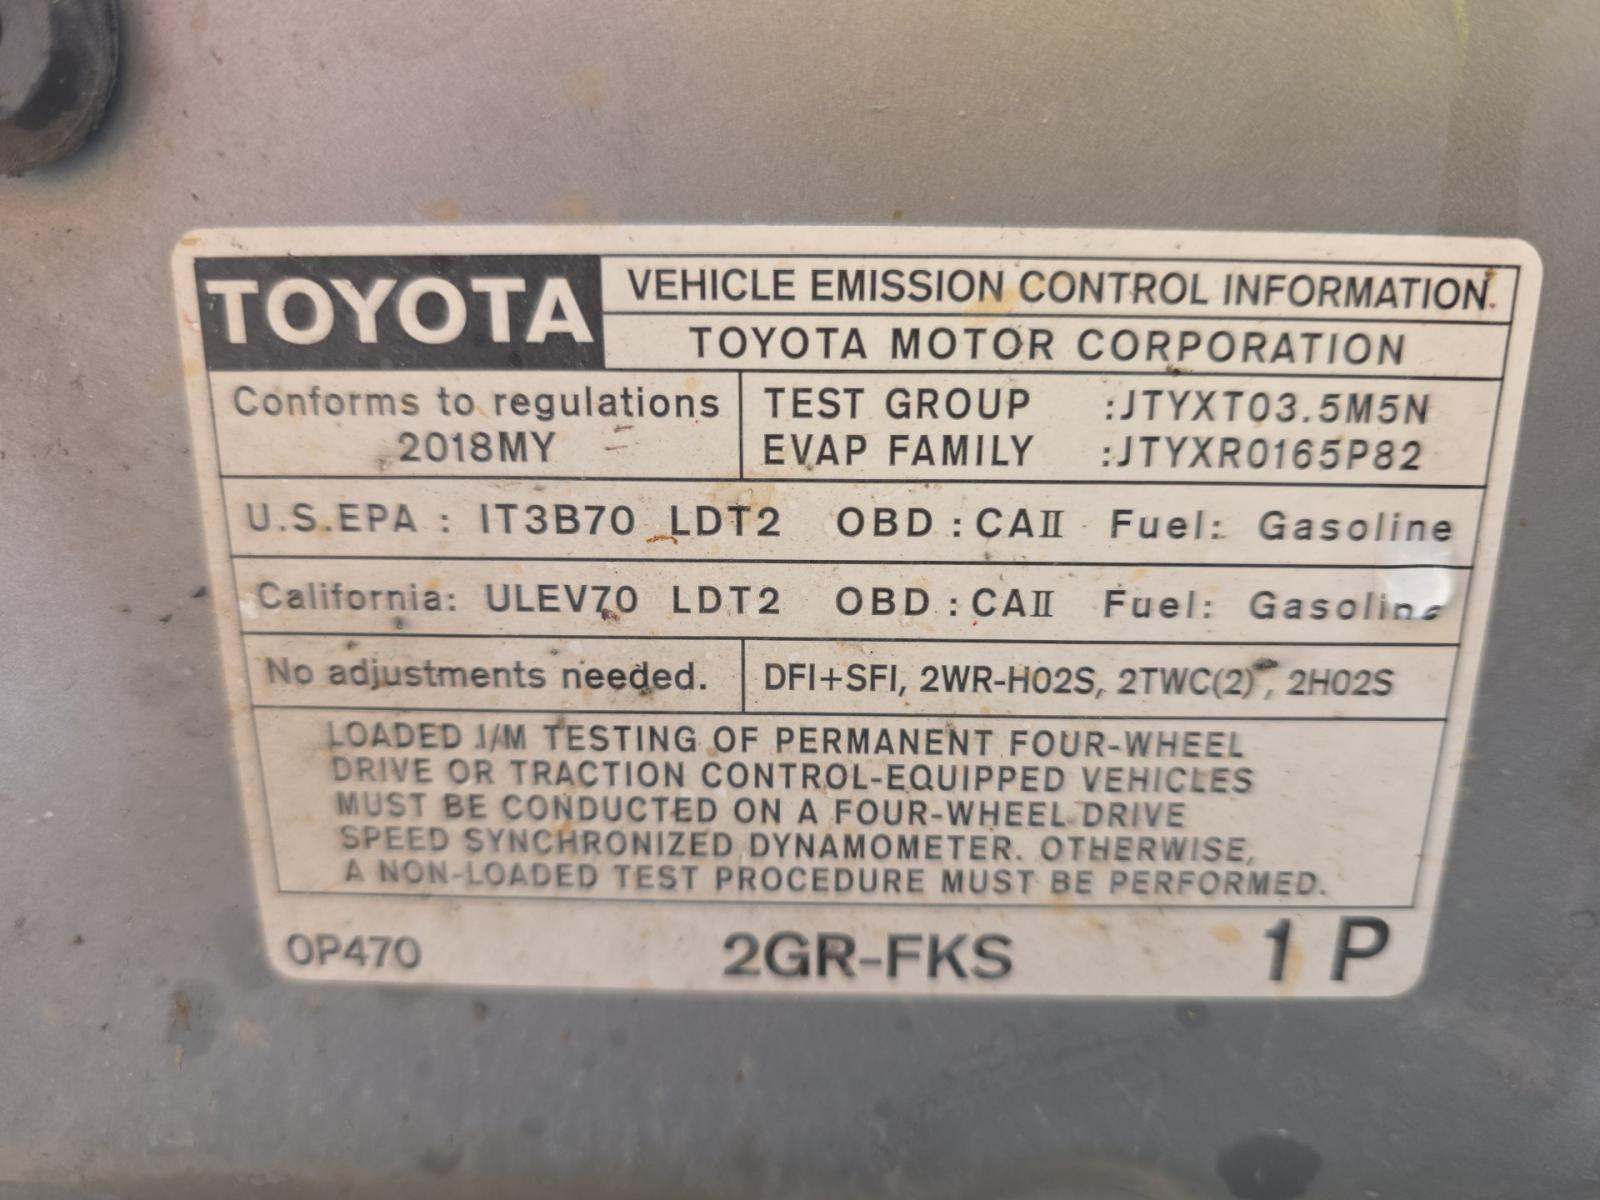 TOYOTA
VEHICLE EMISSION CONTROL INFORMATION.
TOYOTA MOTOR CORPORATION
Conforms to regulations
2018MY
TEST GROUP :JTYXT03.5M5N
EVAP FAMILY :JTYXR0165P82
U.S.EPA : IT3B70 LDT2 OBD : CAⅡ Fuel: Gasoline
California: ULEV70 LDT2 OBD : CAⅡ Fuel: Gasoline
No adjustments needed.
DFI+SFI, 2WR-HO2S, 2TWC(2), 2HO2S
LOADED I/M TESTING OF PERMANENT FOUR-WHEEL
DRIVE OR TRACTION CONTROL-EQUIPPED VEHICLES
MUST BE CONDUCTED ON A FOUR-WHEEL DRIVE
SPEED SYNCHRONIZED DYNAMOMETER. OTHERWISE,
A NON-LOADED TEST PROCEDURE MUST BE PERFORMED.
0P470 2GR-FKS 1 P